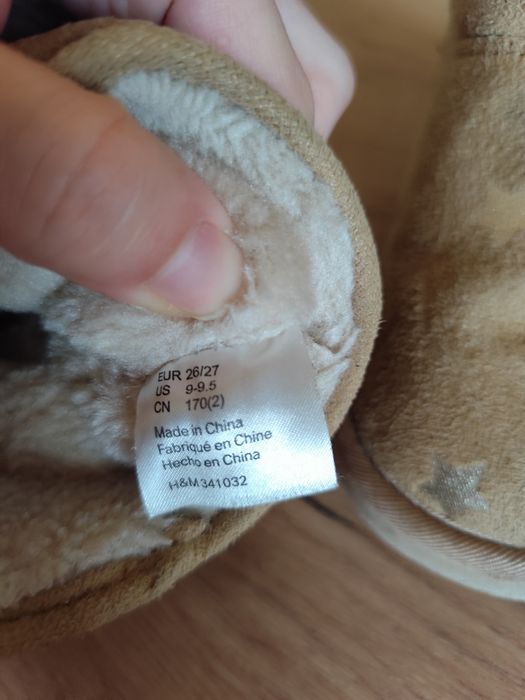 EUR 26/27
US 9-9.5
CN 170(2)
Made in China
Fabriqué en Chine
Hecho en China
H&M 341032